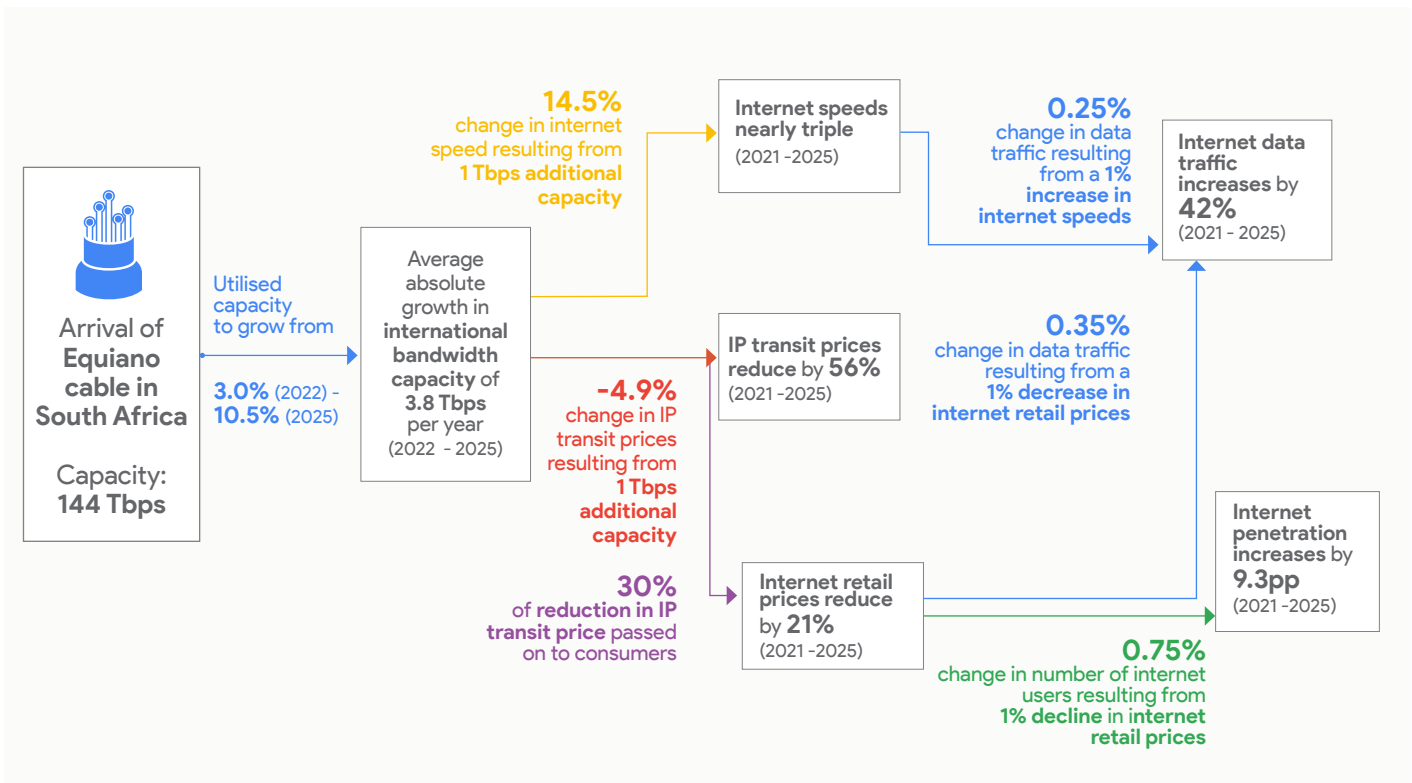 Arrival of
Equiano
cable in
South Africa
Capacity:
144 Tbps
Utilised
capacity
to grow from
3.0% (2022) -
10.5% (2025)
Average
absolute
growth in
international
bandwidth
capacity of
3.8 Tbps
per year
(2022 - 2025)
14.5%
change in internet
speed resulting from
1 Tbps additional
capacity
Internet speeds
nearly triple
(2021 -2025)
0.25%
change in data
traffic resulting
from a 1%
increase in
internet speeds
Internet data
traffic
increases by
42%
(2021 - 2025)
-4.9%
change in IP
transit prices
resulting from
1 Tbps
additional
capacity
IP transit prices
reduce by 56%
(2021 -2025)
0.35%
change in data traffic
resulting from a
1% decrease in
internet retail prices
30%
of reduction in IP
transit price passed
on to consumers
Internet retail
prices reduce
by 21%
(2021 -2025)
0.75%
change in number of internet
users resulting from
1% decline in internet
retail prices
Internet
penetration
increases by
9.3pp
(2021 -2025)